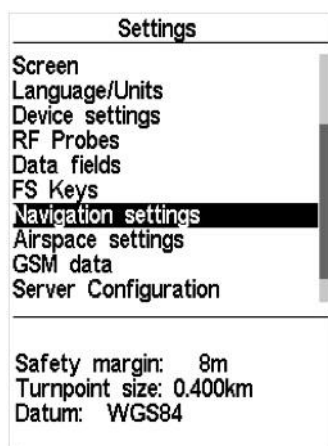 Settings
Screen
Language/Units
Device settings
RF Probes
Data fields
FS Keys
Navigation settings
Airspace settings
GSM data
Server Configuration
Safety margin: 8m
Turnpoint size: 0.400km
Datum: WGS84